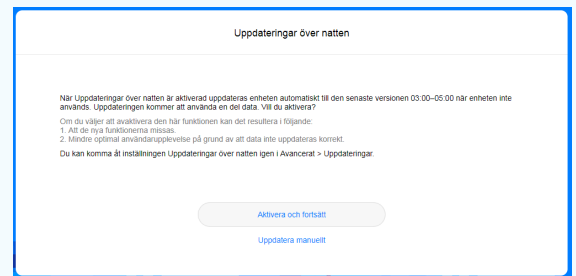 Uppdateringar över natten
När Uppdateringar över natten är aktiverad uppdateras enheten automatiskt till den senaste versionen 03:00–05:00 när enheten inte
används. Uppdateringen kommer att använda en del data. Vill du aktivera?
Om du väljer att avaktivera den här funktionen kan det resultera i följande:
1. Att de nya funktionerna missas.
2. Mindre optimal användarupplevelse på grund av att data inte uppdateras korrekt.
Du kan komma åt inställningen Uppdateringar över natten igen i Avancerat > Uppdateringar.
Aktivera och fortsätt
Uppdatera manuellt